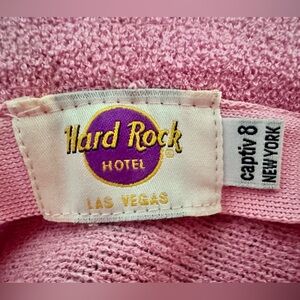 Hard Rock
HOTEL
®
LAS VEGAS
captiv 8
NEW YORK